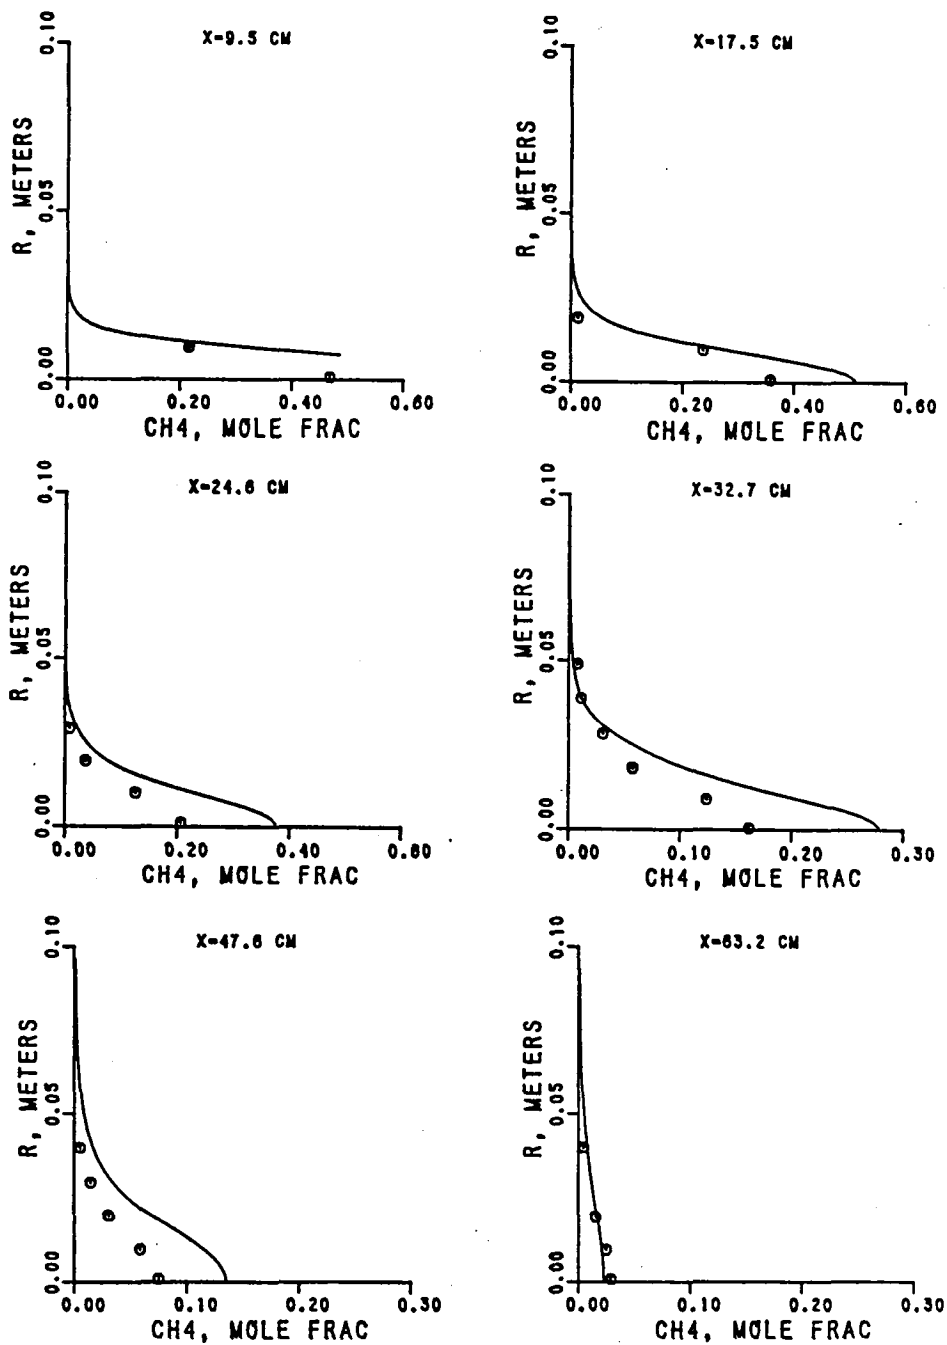 X=9.5 CM
R, METERS
0.10
0.05
0.00
0.00 0.20 0.40 0.60
CH4, MOLE FRAC
X=17.5 CM
R, METERS
0.10
0.05
0.00
0.00 0.20 0.40 0.60
CH4, MOLE FRAC
X=24.6 CM
R, METERS
0.10
0.05
0.00
0.00 0.20 0.40 0.60
CH4, MOLE FRAC
X=32.7 CM
R, METERS
0.10
0.05
0.00
0.00 0.10 0.20 0.30
CH4, MOLE FRAC
X=47.6 CM
R, METERS
0.10
0.05
0.00
0.00 0.10 0.20 0.30
CH4, MOLE FRAC
X=63.2 CM
R, METERS
0.10
0.05
0.00
0.00 0.10 0.20 0.30
CH4, MOLE FRAC